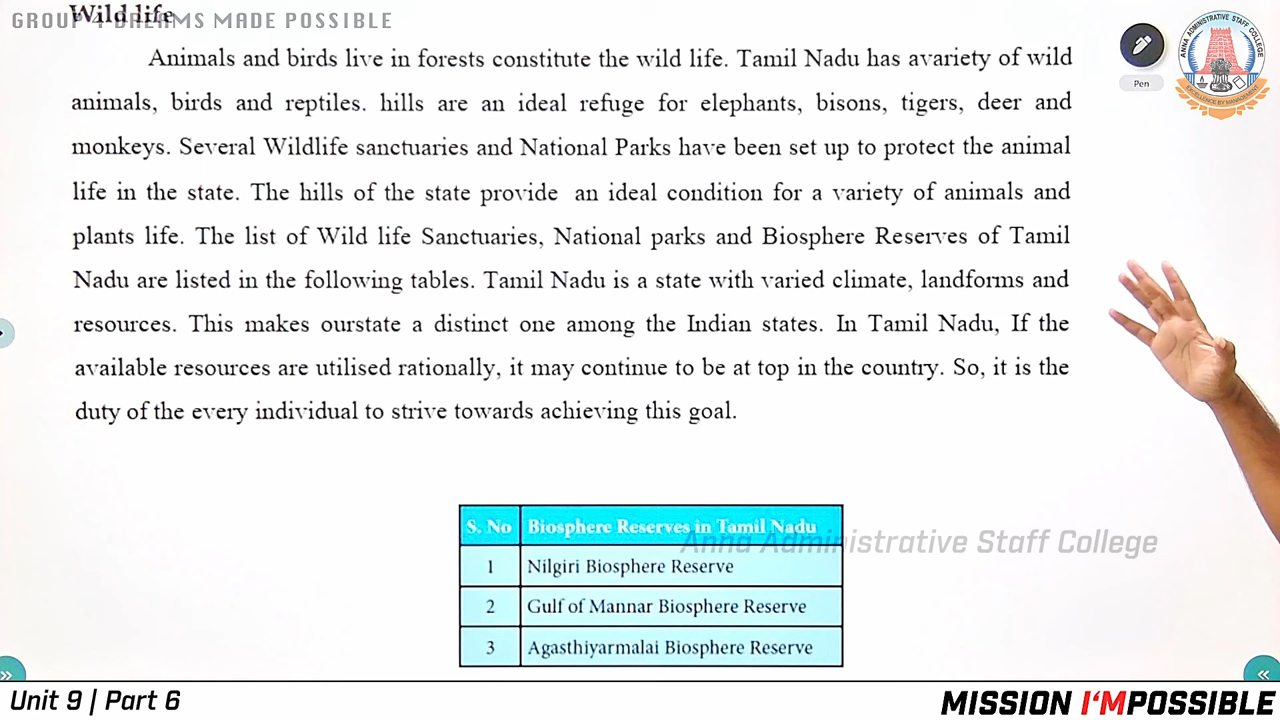 GROUP 4 DREAMS MADE POSSIBLE
Wild life
Animals and birds live in forests constitute the wild life. Tamil Nadu has avariety of wild
animals, birds and reptiles. hills are an ideal refuge for elephants, bisons, tigers, deer and
monkeys. Several Wildlife sanctuaries and National Parks have been set up to protect the animal
life in the state. The hills of the state provide an ideal condition for a variety of animals and
plants life. The list of Wild life Sanctuaries, National parks and Biosphere Reserves of Tamil
Nadu are listed in the following tables. Tamil Nadu is a state with varied climate, landforms and
resources. This makes ourstate a distinct one among the Indian states. In Tamil Nadu, If the
available resources are utilised rationally, it may continue to be at top in the country. So, it is the
duty of the every individual to strive towards achieving this goal.
Pen
ANNA ADMINISTRATIVE STAFF COLLEGE
EXCELLENCE BY MANAGEMENT
S. No Biosphere Reserves in Tamil Nadu
1 Nilgiri Biosphere Reserve
2 Gulf of Mannar Biosphere Reserve
3 Agasthiyarmalai Biosphere Reserve
Anna Administrative Staff College
Unit 9 | Part 6
MISSION I'MPOSSIBLE